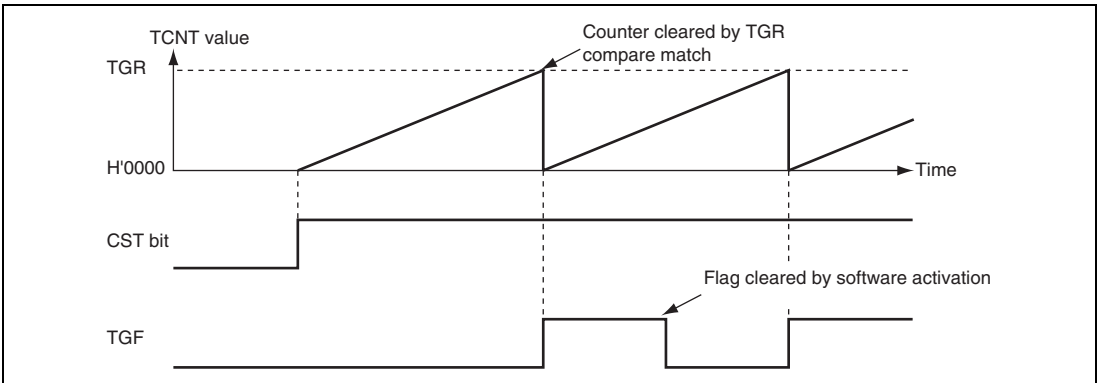 TCNT value
Counter cleared by TGR
compare match
TGR
H'0000
Time
CST bit
Flag cleared by software activation
TGF